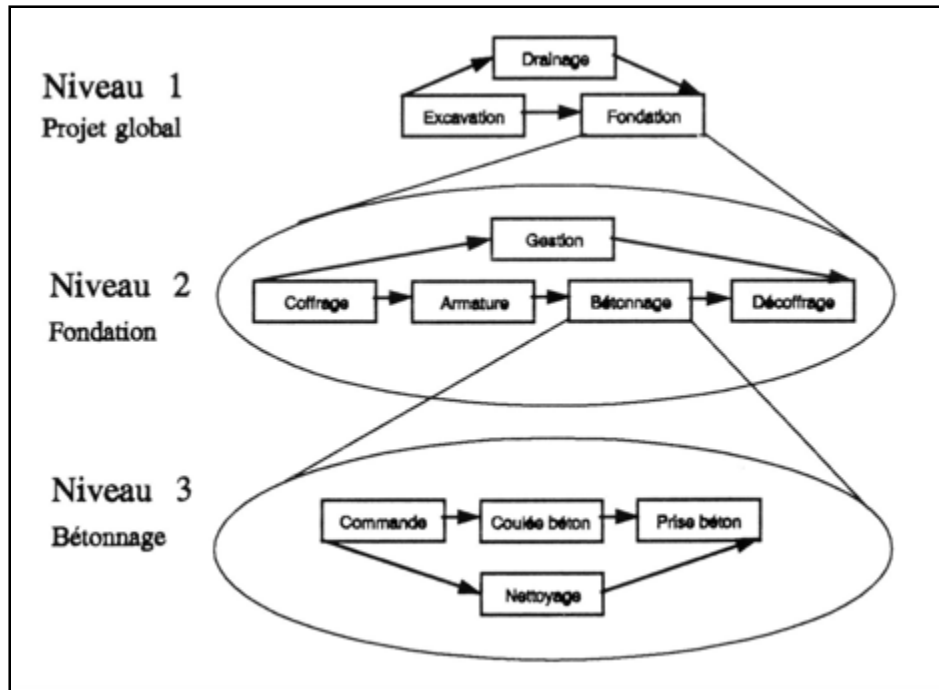 Niveau 1
Projet global
Drainage
Excavation
Fondation
Niveau 2
Fondation
Gestion
Coffrage
Armature
Bétonnage
Décoffrage
Niveau 3
Bétonnage
Commande
Coulée béton
Prise béton
Nettoyage